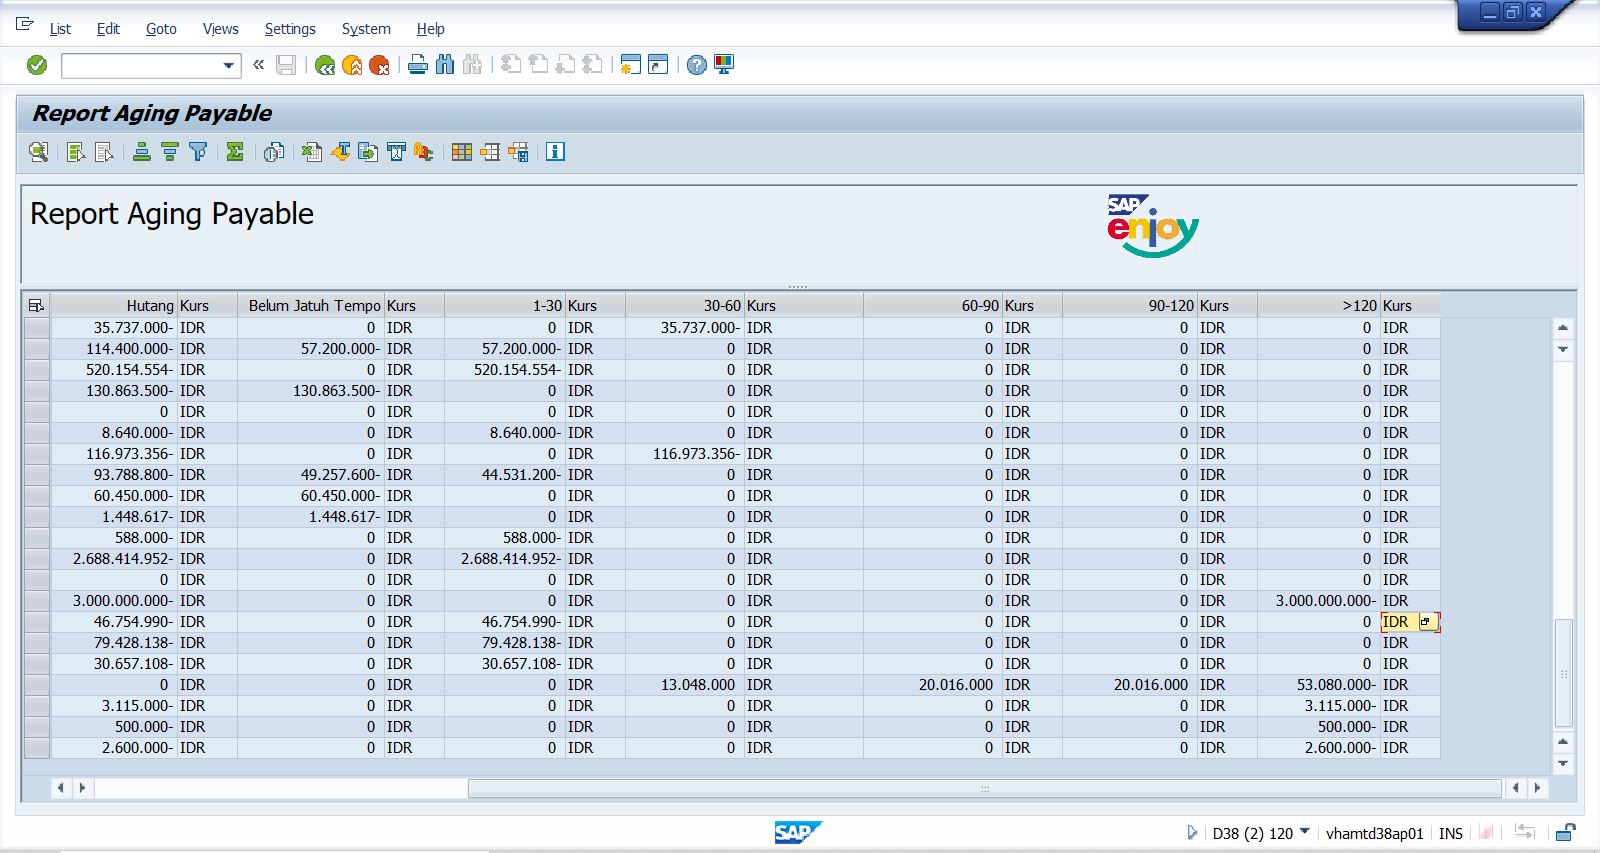 List Edit Goto Views Settings System Help
Report Aging Payable
Report Aging Payable
SAP
enjoy
Hutang Kurs Belum Jatuh Tempo Kurs 1-30 Kurs 30-60 Kurs 60-90 Kurs 90-120 Kurs >120 Kurs
35.737.000- IDR 0 IDR 0 IDR 35.737.000- IDR 0 IDR 0 IDR 0 IDR
114.400.000- IDR 57.200.000- IDR 57.200.000- IDR 0 IDR 0 IDR 0 IDR 0 IDR
520.154.554- IDR 0 IDR 520.154.554- IDR 0 IDR 0 IDR 0 IDR 0 IDR
130.863.500- IDR 130.863.500- IDR 0 IDR 0 IDR 0 IDR 0 IDR 0 IDR
0 IDR 0 IDR 0 IDR 0 IDR 0 IDR 0 IDR 0 IDR
8.640.000- IDR 0 IDR 8.640.000- IDR 0 IDR 0 IDR 0 IDR 0 IDR
116.973.356- IDR 0 IDR 0 IDR 116.973.356- IDR 0 IDR 0 IDR 0 IDR
93.788.800- IDR 49.257.600- IDR 44.531.200- IDR 0 IDR 0 IDR 0 IDR 0 IDR
60.450.000- IDR 60.450.000- IDR 0 IDR 0 IDR 0 IDR 0 IDR 0 IDR
1.448.617- IDR 1.448.617- IDR 0 IDR 0 IDR 0 IDR 0 IDR 0 IDR
588.000- IDR 0 IDR 588.000- IDR 0 IDR 0 IDR 0 IDR 0 IDR
2.688.414.952- IDR 0 IDR 2.688.414.952- IDR 0 IDR 0 IDR 0 IDR 0 IDR
0 IDR 0 IDR 0 IDR 0 IDR 0 IDR 0 IDR 0 IDR
3.000.000.000- IDR 0 IDR 0 IDR 0 IDR 0 IDR 0 IDR 3.000.000.000- IDR
46.754.990- IDR 0 IDR 46.754.990- IDR 0 IDR 0 IDR 0 IDR 0 IDR
79.428.138- IDR 0 IDR 79.428.138- IDR 0 IDR 0 IDR 0 IDR 0 IDR
30.657.108- IDR 0 IDR 30.657.108- IDR 0 IDR 0 IDR 0 IDR 0 IDR
0 IDR 0 IDR 0 IDR 13.048.000 IDR 20.016.000 IDR 20.016.000 IDR 53.080.000- IDR
3.115.000- IDR 0 IDR 0 IDR 0 IDR 0 IDR 0 IDR 3.115.000- IDR
500.000- IDR 0 IDR 0 IDR 0 IDR 0 IDR 0 IDR 500.000- IDR
2.600.000- IDR 0 IDR 0 IDR 0 IDR 0 IDR 0 IDR 2.600.000- IDR
SAP D38 (2) 120 vhamtd38ap01 INS